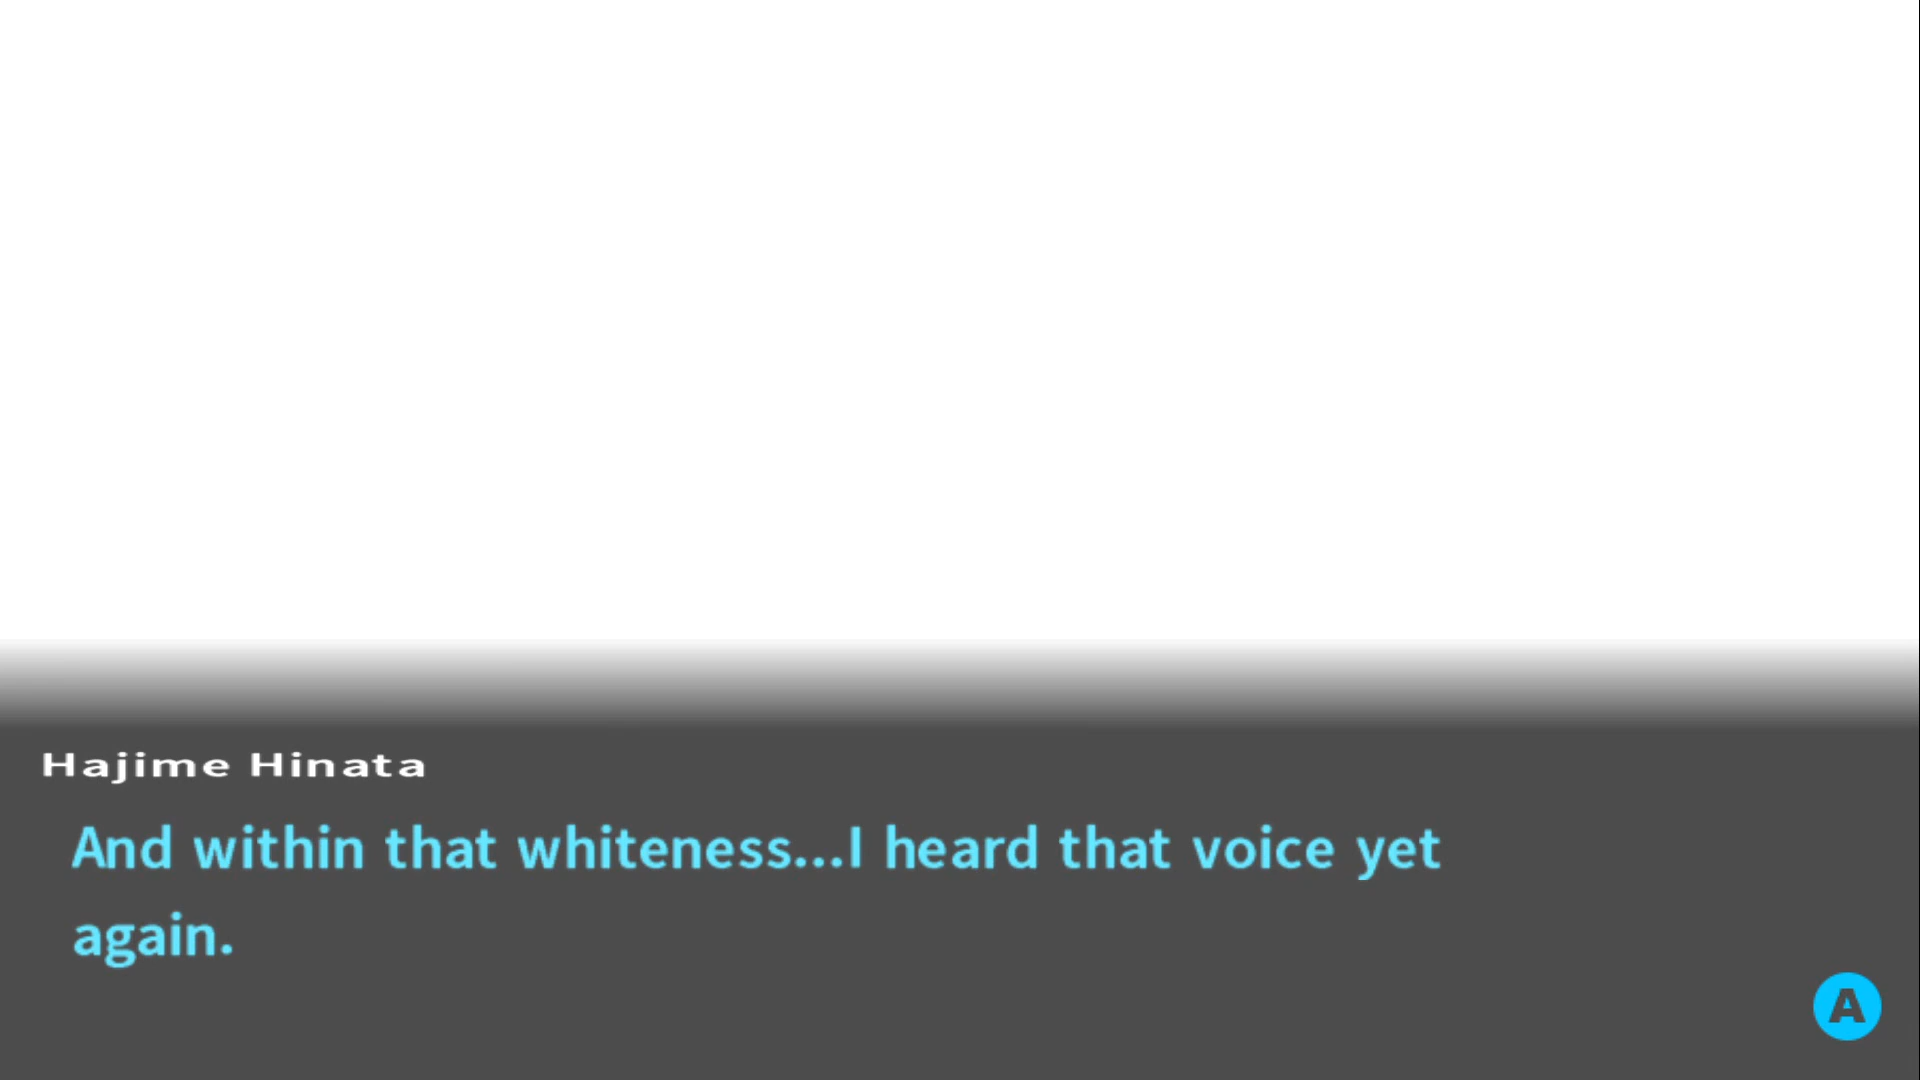 Hajime Hinata
And within that whiteness...I heard that voice yet
again.
A